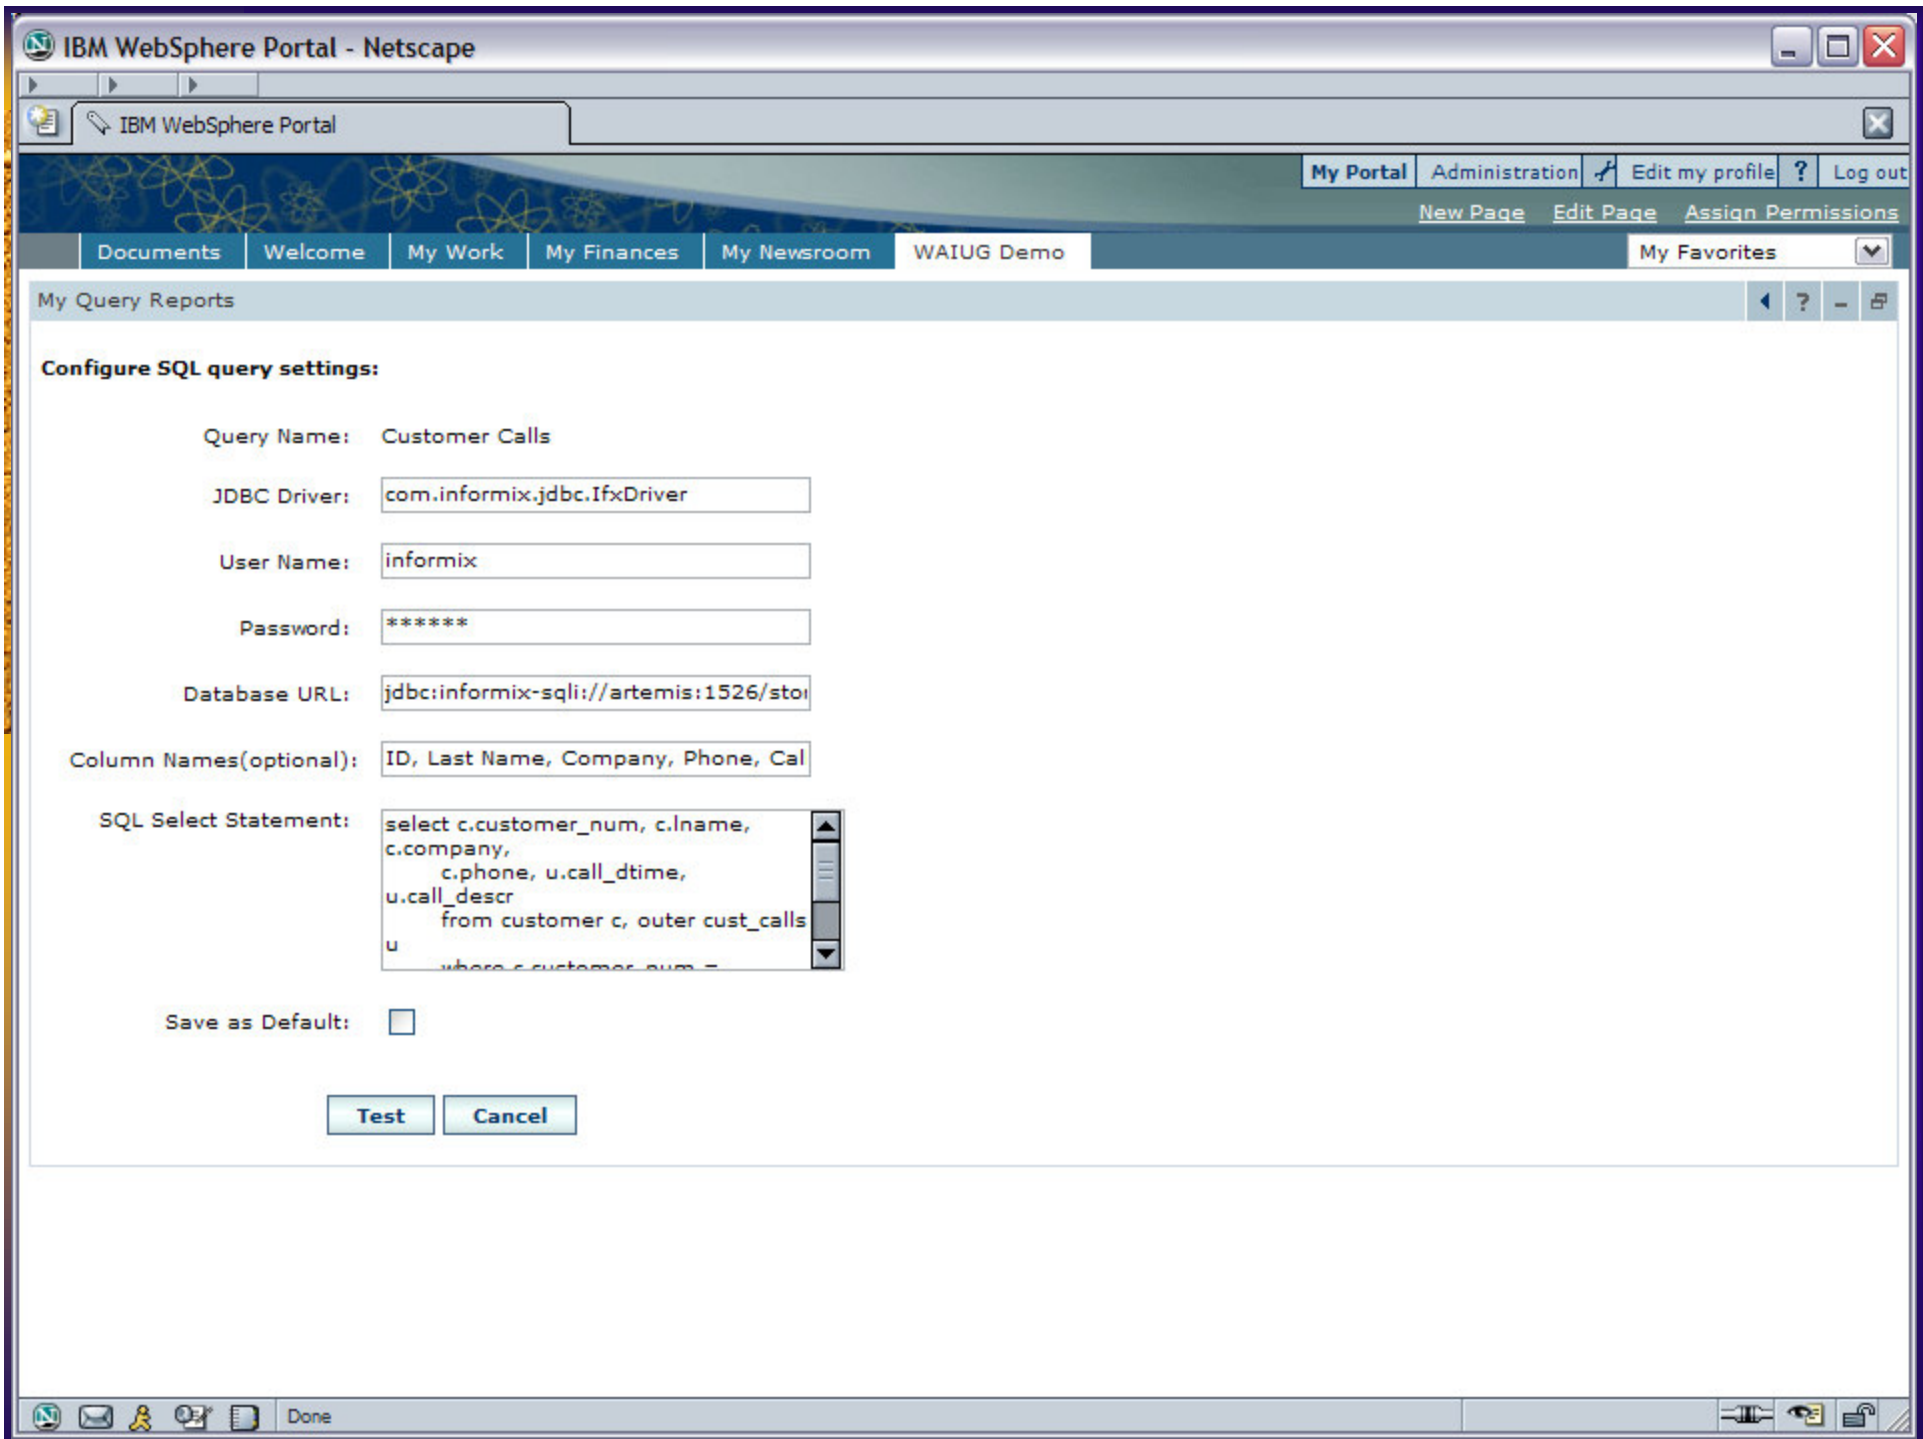 IBM WebSphere Portal - Netscape
IBM WebSphere Portal
My Portal Administration Edit my profile ? Log out
New Page Edit Page Assign Permissions
Documents Welcome My Work My Finances My Newsroom WAIUG Demo My Favorites
My Query Reports ?
Configure SQL query settings:
Query Name: Customer Calls
JDBC Driver: com.informix.jdbc.IfxDriver
User Name: informix
Password: ******
Database URL: jdbc:informix-sqli://artemis:1526/stor
Column Names(optional): ID, Last Name, Company, Phone, Cal
SQL Select Statement: select c.customer_num, c.lname,
c.company,
c.phone, u.call_dtime,
u.call_descr
from customer c, outer cust_calls
u
where c.customer_num =
Save as Default:
Test Cancel
Done